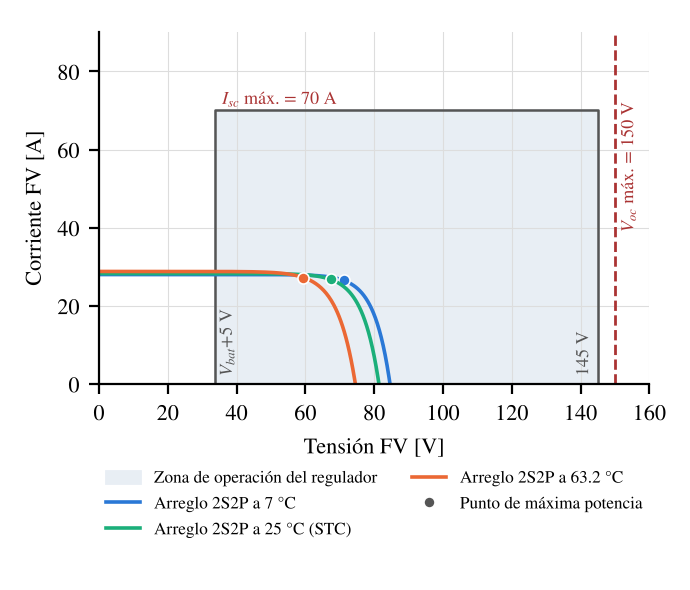 I_sc máx. = 70 A
V_oc máx. = 150 V
V_bat+5 V
145 V
Corriente FV [A]
80
60
40
20
0
0 20 40 60 80 100 120 140 160
Tensión FV [V]
Zona de operación del regulador
Arreglo 2S2P a 7 °C
Arreglo 2S2P a 25 °C (STC)
Arreglo 2S2P a 63.2 °C
Punto de máxima potencia